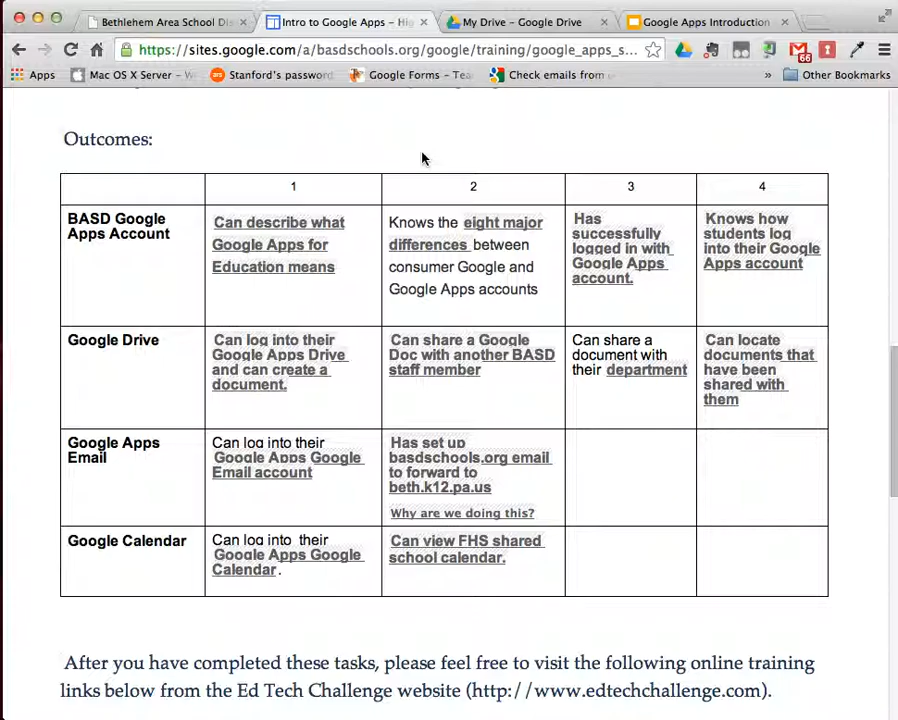 Bethlehem Area School Dis
Intro to Google Apps – Hig
My Drive – Google Drive
Google Apps Introduction
https://sites.google.com/a/basdschools.org/google/training/google_apps_s...
66
Apps
Mac OS X Server – W
Stanford's password
Google Forms – Tea
Check emails from
»
Other Bookmarks
Outcomes:
1
2
3
4
BASD Google
Apps Account
Can describe what
Google Apps for
Education means
Knows the eight major
differences between
consumer Google and
Google Apps accounts
Has
successfully
logged in with
Google Apps
account.
Knows how
students log
into their Google
Apps account
Google Drive
Can log into their
Google Apps Drive
and can create a
document.
Can share a Google
Doc with another BASD
staff member
Can share a
document with
their department
Can locate
documents that
have been
shared with
them
Google Apps
Email
Can log into their
Google Apps Google
Email account
Has set up
basdschools.org email
to forward to
beth.k12.pa.us
Why are we doing this?
Google Calendar
Can log into their
Google Apps Google
Calendar.
Can view FHS shared
school calendar.
After you have completed these tasks, please feel free to visit the following online training
links below from the Ed Tech Challenge website (http://www.edtechchallenge.com).